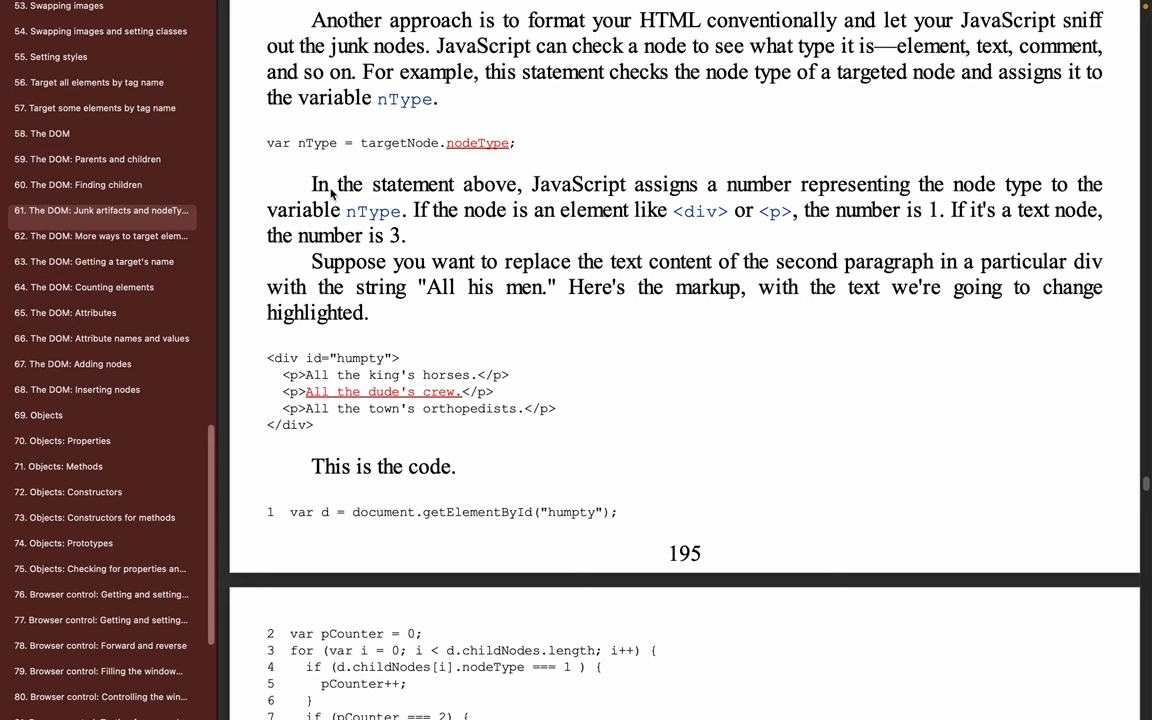 53. Swapping images
54. Swapping images and setting classes
55. Setting styles
56. Target all elements by tag name
57. Target some elements by tag name
58. The DOM
59. The DOM: Parents and children
60. The DOM: Finding children
61. The DOM: Junk artifacts and nodeTy...
62. The DOM: More ways to target elem...
63. The DOM: Getting a target's name
64. The DOM: Counting elements
65. The DOM: Attributes
66. The DOM: Attribute names and values
67. The DOM: Adding nodes
68. The DOM: Inserting nodes
69. Objects
70. Objects: Properties
71. Objects: Methods
72. Objects: Constructors
73. Objects: Constructors for methods
74. Objects: Prototypes
75. Objects: Checking for properties an...
76. Browser control: Getting and setting...
77. Browser control: Getting and setting...
78. Browser control: Forward and reverse
79. Browser control: Filling the window...
80. Browser control: Controlling the win...
Another approach is to format your HTML conventionally and let your JavaScript sniff
out the junk nodes. JavaScript can check a node to see what type it is—element, text, comment,
and so on. For example, this statement checks the node type of a targeted node and assigns it to
the variable nType.
var nType = targetNode.nodeType;
In the statement above, JavaScript assigns a number representing the node type to the
variable nType. If the node is an element like <div> or <p>, the number is 1. If it's a text node,
the number is 3.
Suppose you want to replace the text content of the second paragraph in a particular div
with the string "All his men." Here's the markup, with the text we're going to change
highlighted.
<div id="humpty">
<p>All the king's horses.</p>
<p>All the dude's crew.</p>
<p>All the town's orthopedists.</p>
</div>
This is the code.
1 var d = document.getElementById("humpty");
195
2 var pCounter = 0;
3 for (var i = 0; i < d.childNodes.length; i++) {
4 if (d.childNodes[i].nodeType === 1 ) {
5 pCounter++;
6 }
7 if (pCounter === 2) {